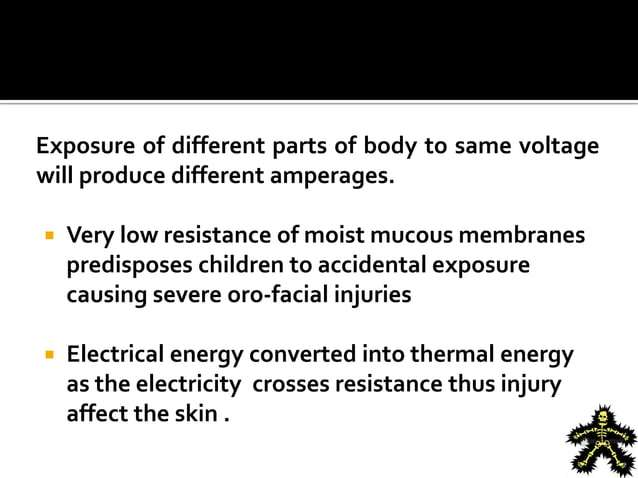 Exposure of different parts of body to same voltage
will produce different amperages.
Very low resistance of moist mucous membranes
predisposes children to accidental exposure
causing severe oro-facial injuries
Electrical energy converted into thermal energy
as the electricity  crosses resistance thus injury
affect the skin .